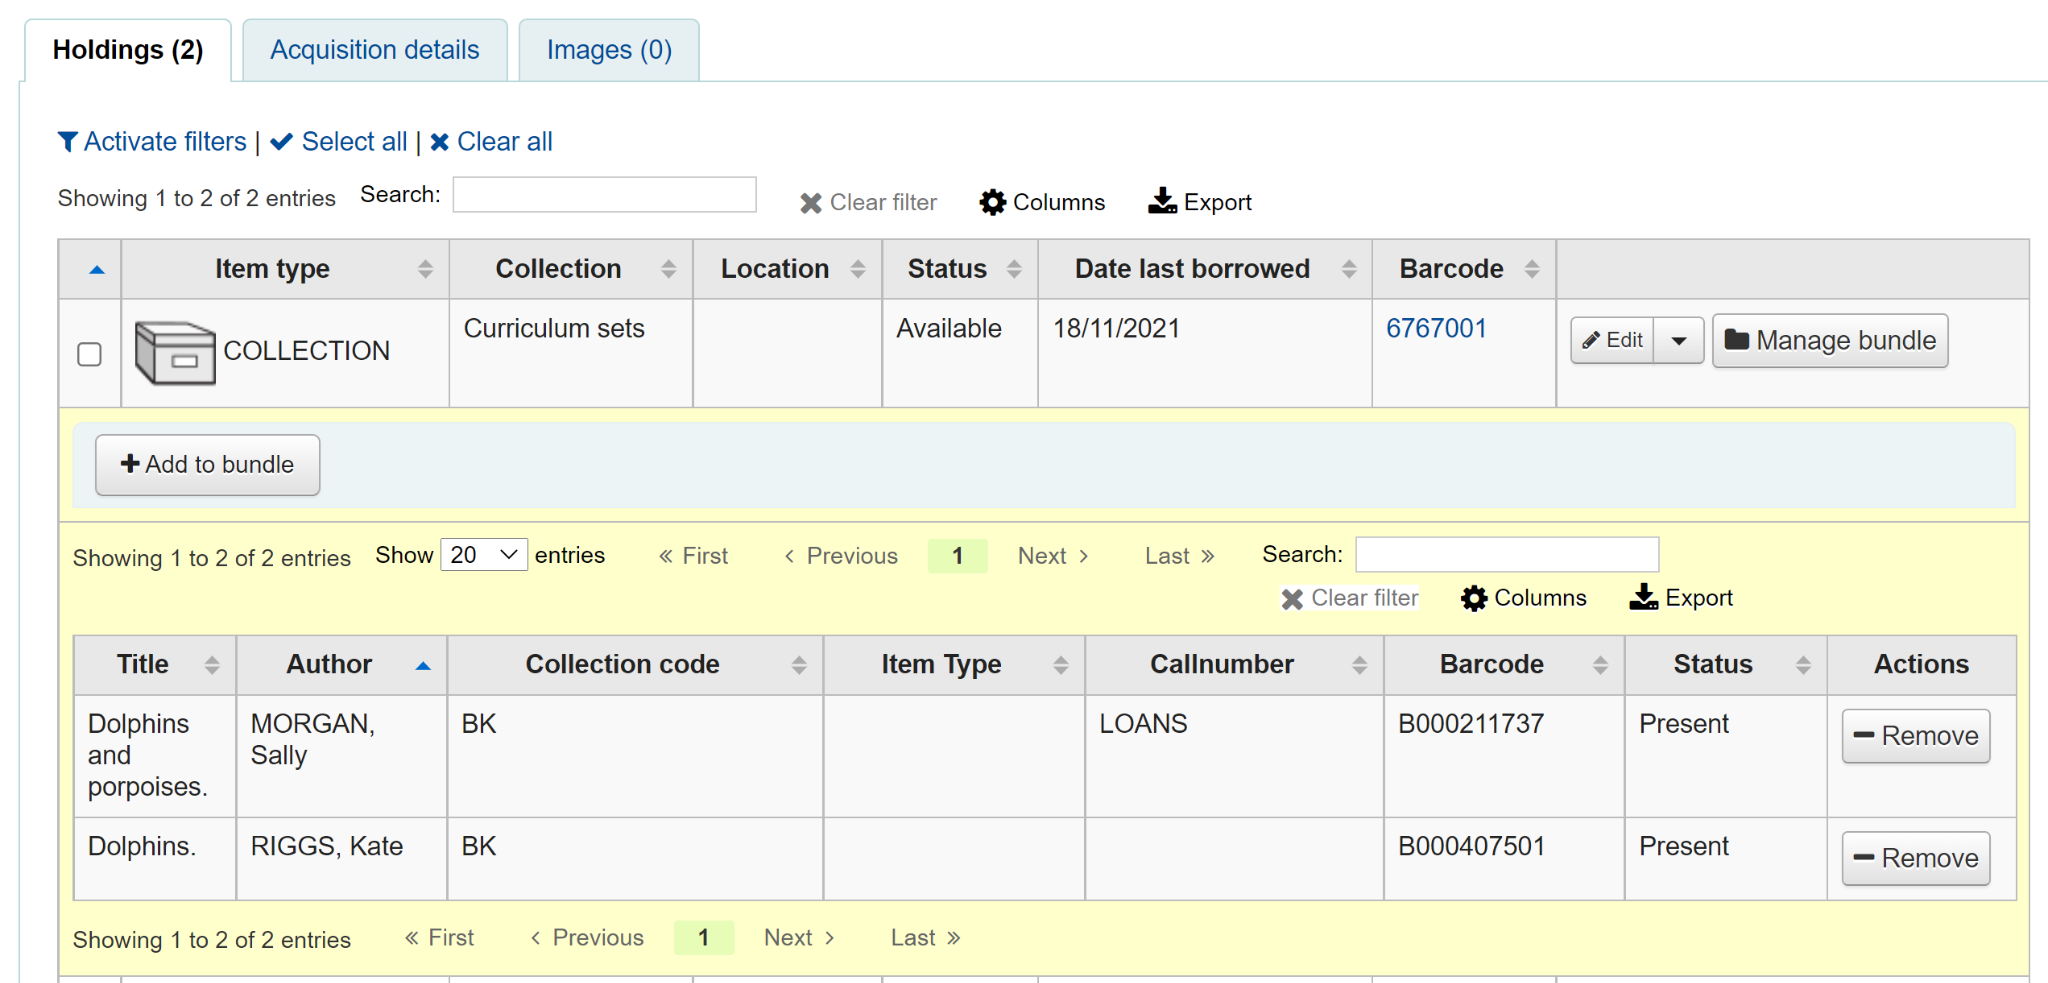 Holdings (2) Acquisition details Images (0)
Activate filters | Select all | Clear all
Showing 1 to 2 of 2 entries Search: Clear filter Columns Export
Item type Collection Location Status Date last borrowed Barcode
COLLECTION Curriculum sets Available 18/11/2021 6767001 Edit Manage bundle
Add to bundle
Showing 1 to 2 of 2 entries Show 20 entries « First ‹ Previous 1 Next › Last » Search:
Clear filter Columns Export
Title Author Collection code Item Type Callnumber Barcode Status Actions
Dolphins MORGAN, BK LOANS B000211737 Present Remove
and Sally
porpoises.
Dolphins. RIGGS, Kate BK B000407501 Present Remove
Showing 1 to 2 of 2 entries « First ‹ Previous 1 Next › Last »